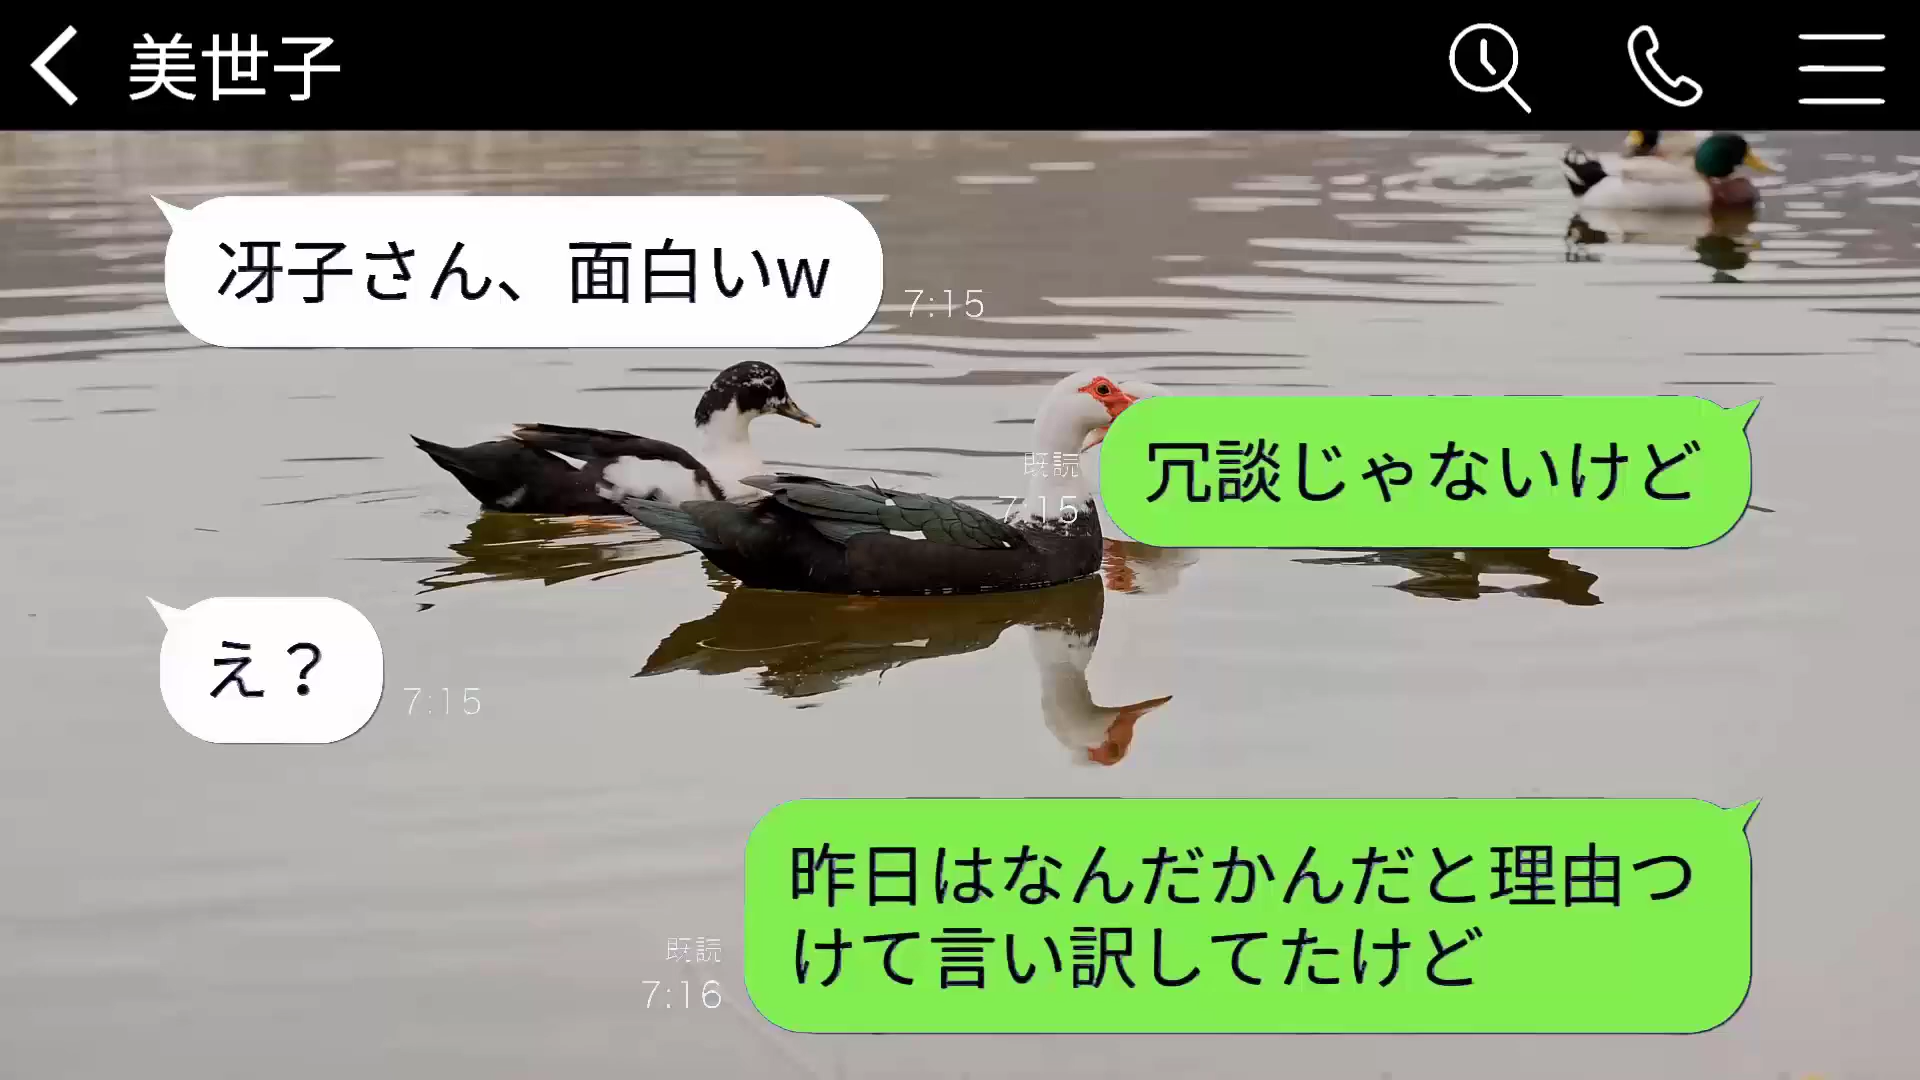 美世子
冴子さん、面白いw
7:15
冗談じゃないけど
既読
7:15
え？
7:15
昨日はなんだかんだと理由つ
けて言い訳してたけど
既読
7:16